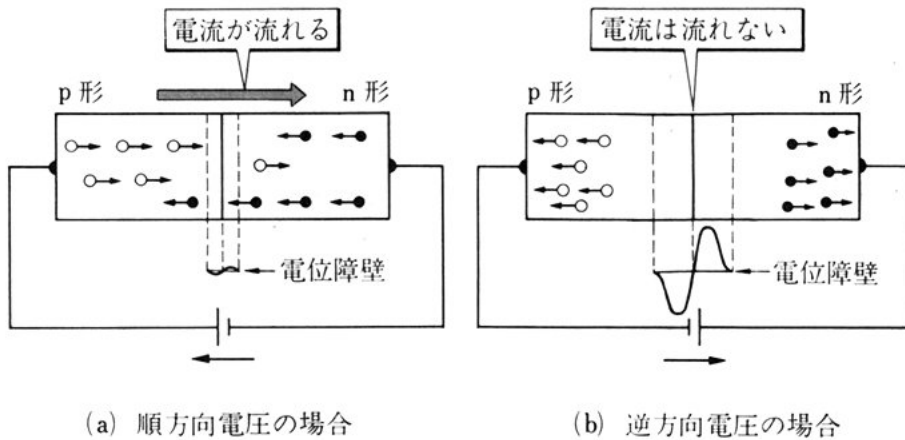 電流が流れる
p 形
n 形
電位障壁
(a) 順方向電圧の場合
電流は流れない
p 形
n 形
電位障壁
(b) 逆方向電圧の場合